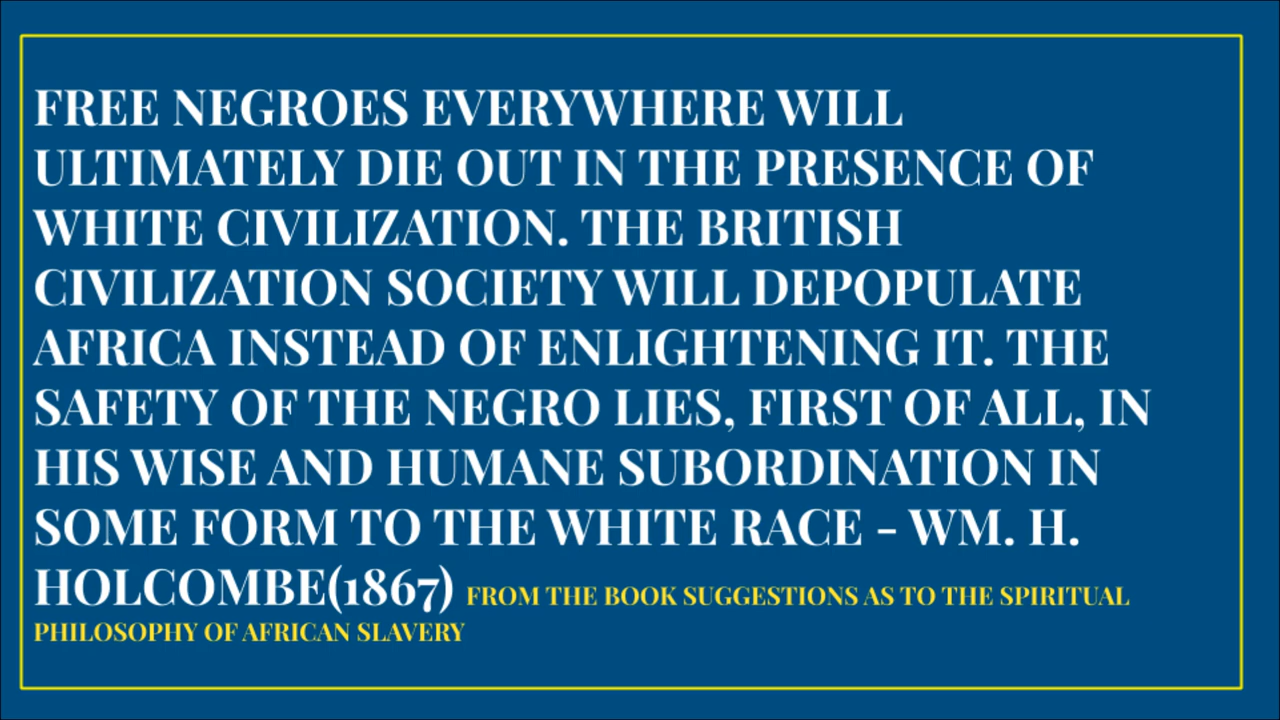 FREE NEGROES EVERYWHERE WILL
ULTIMATELY DIE OUT IN THE PRESENCE OF
WHITE CIVILIZATION. THE BRITISH
CIVILIZATION SOCIETY WILL DEPOPULATE
AFRICA INSTEAD OF ENLIGHTENING IT. THE
SAFETY OF THE NEGRO LIES, FIRST OF ALL, IN
HIS WISE AND HUMANE SUBORDINATION IN
SOME FORM TO THE WHITE RACE - WM. H.
HOLCOMBE(1867) FROM THE BOOK SUGGESTIONS AS TO THE SPIRITUAL
PHILOSOPHY OF AFRICAN SLAVERY